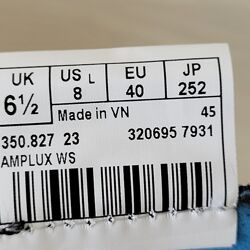 UK US L EU JP
6½ 8 40 252
Made in VN 45
350.827 23 320695 7931
AMPLUX WS